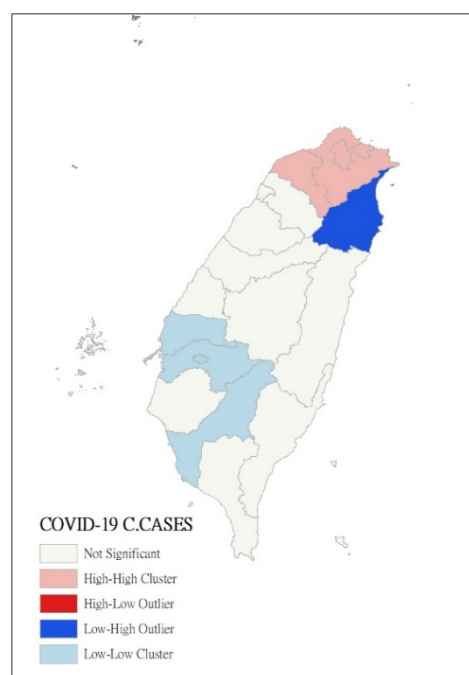 COVID-19 C.CASES
Not Significant
High-High Cluster
High-Low Outlier
Low-High Outlier
Low-Low Cluster